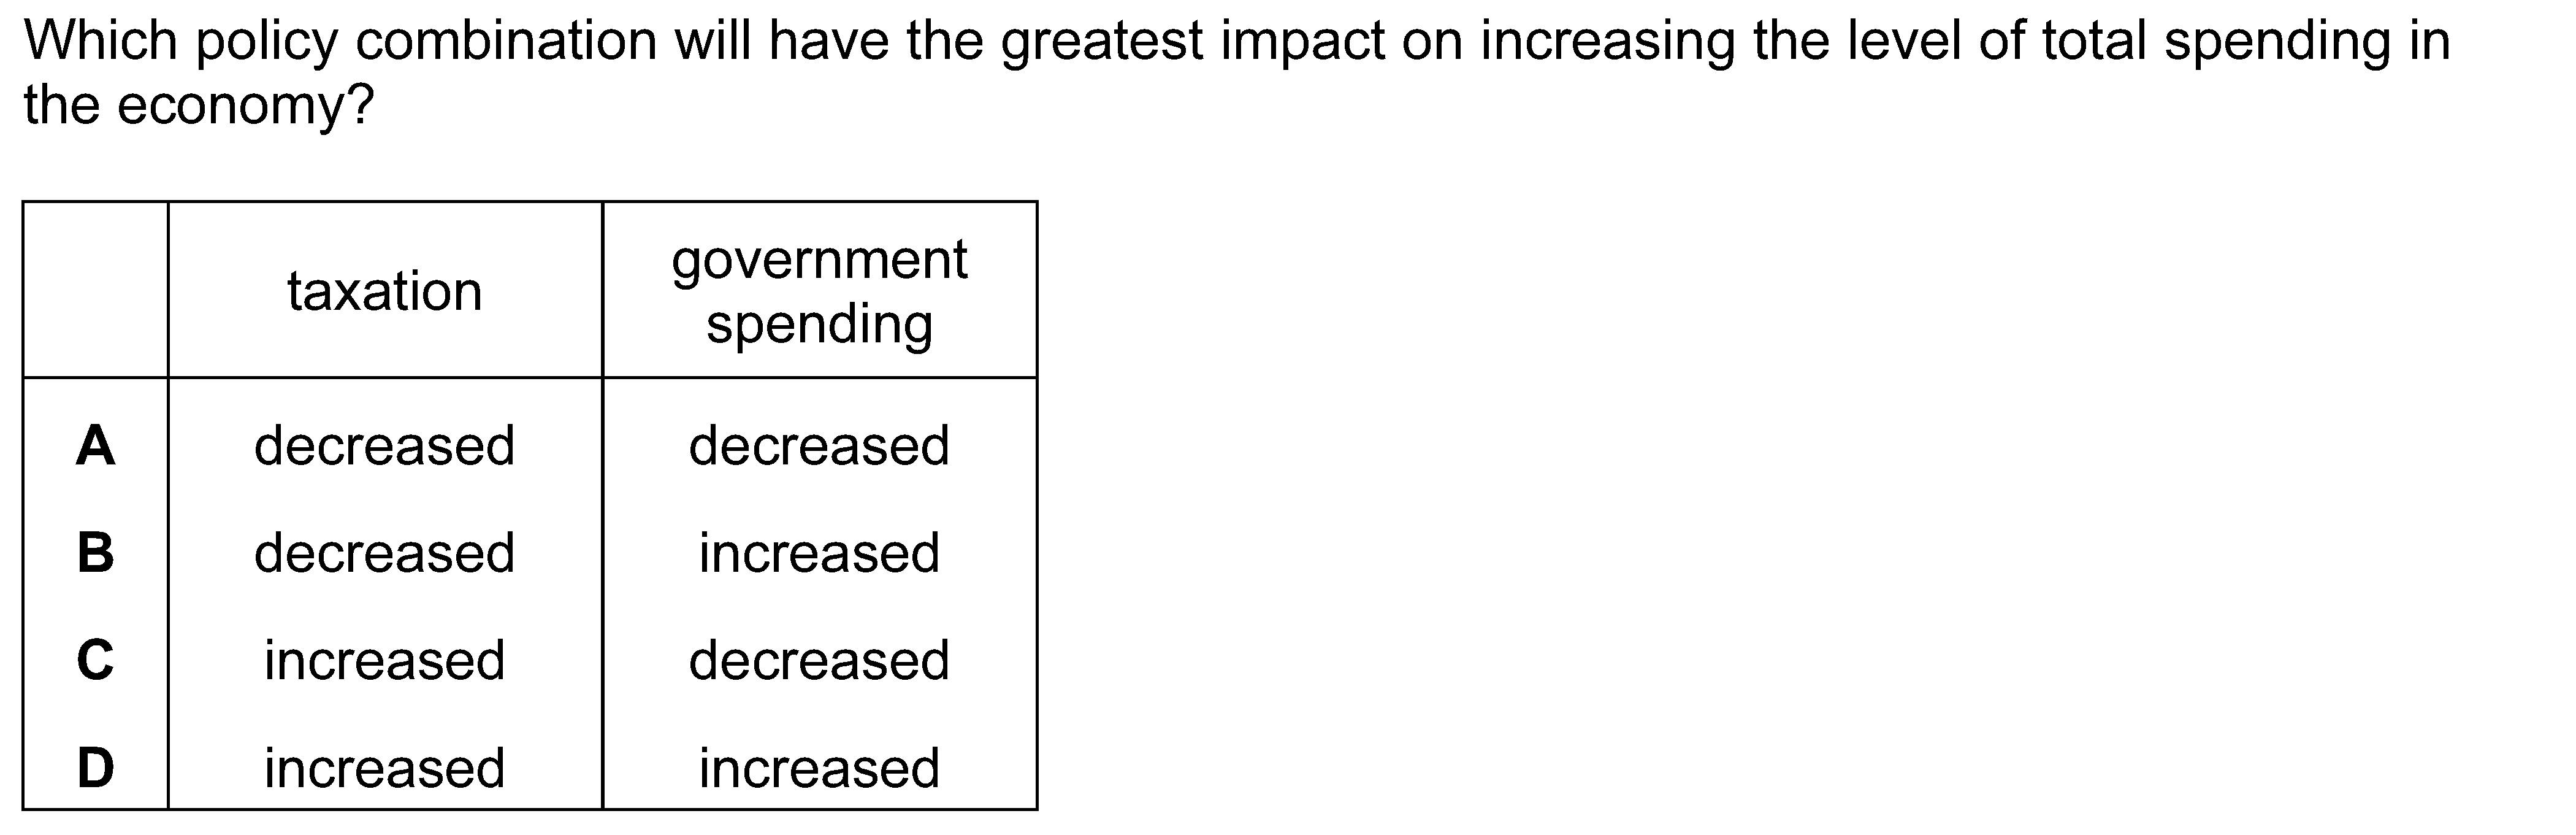 Which policy combination will have the greatest impact on increasing the level of total spending in
the economy?
taxation
government
spending
A decreased decreased
B decreased increased
C increased decreased
D increased increased